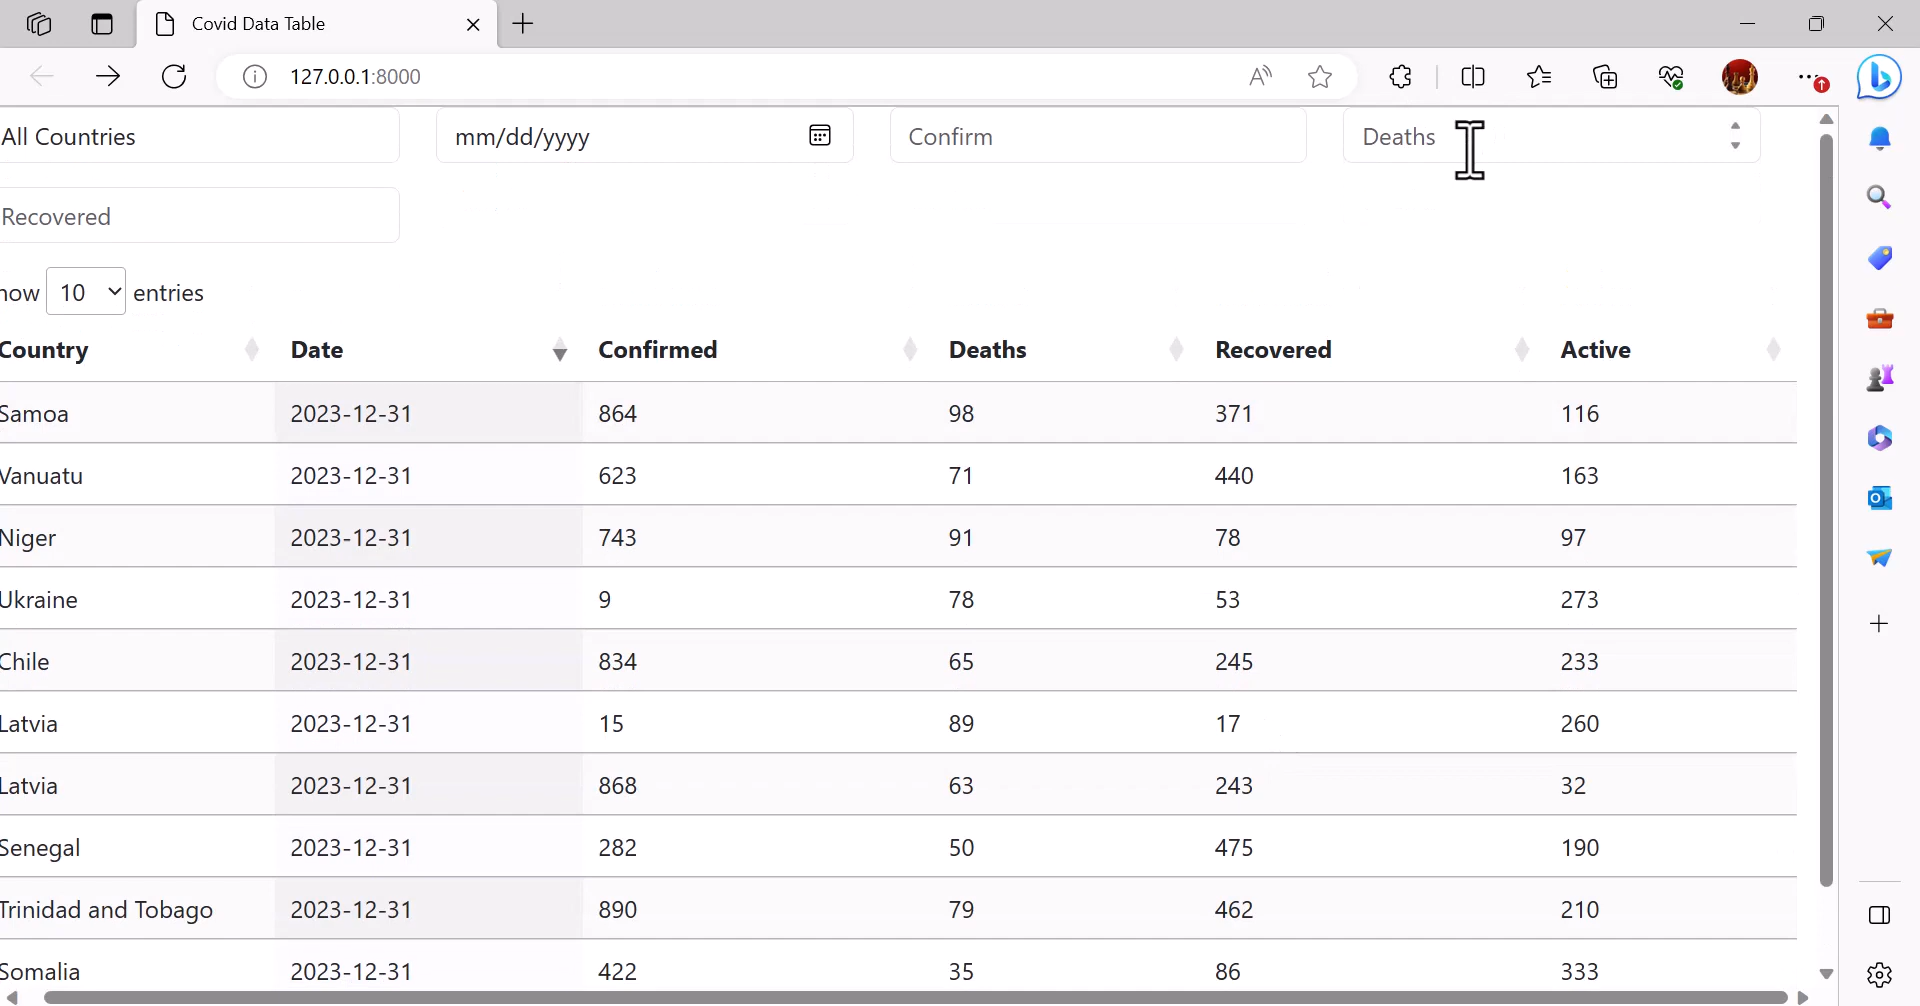 Covid Data Table
127.0.0.1:8000
All Countries mm/dd/yyyy Confirm Deaths
Recovered
how 10 entries
Country Date Confirmed Deaths Recovered Active
Samoa 2023-12-31 864 98 371 116
Vanuatu 2023-12-31 623 71 440 163
Niger 2023-12-31 743 91 78 97
Ukraine 2023-12-31 9 78 53 273
Chile 2023-12-31 834 65 245 233
Latvia 2023-12-31 15 89 17 260
Latvia 2023-12-31 868 63 243 32
Senegal 2023-12-31 282 50 475 190
Trinidad and Tobago 2023-12-31 890 79 462 210
Somalia 2023-12-31 422 35 86 333